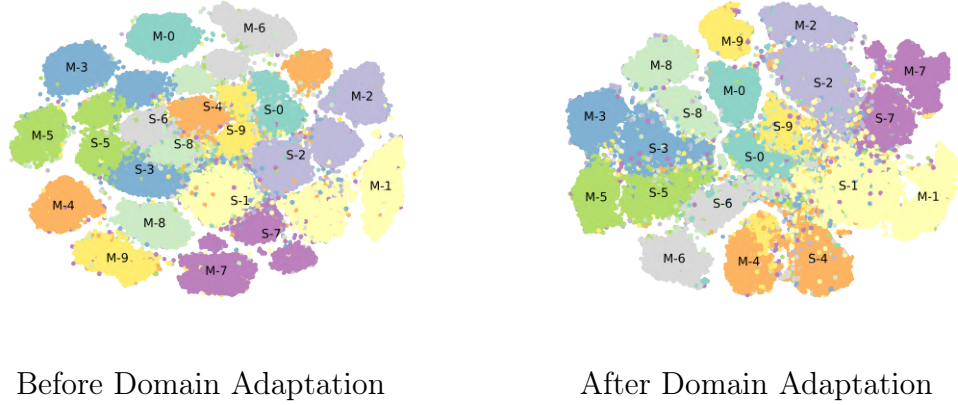 M-6
M-0
M-3
M-2
S-4
S-0
S-6
S-9
M-5
S-5
S-8
S-2
S-3
M-1
S-1
M-4
M-8
S-7
M-9
M-7
M-2
M-9
M-8
M-7
S-2
M-0
M-3
S-8
S-7
S-9
S-3
S-0
S-1
M-5
S-5
M-1
S-6
M-6
M-4
S-4
Before Domain Adaptation
After Domain Adaptation